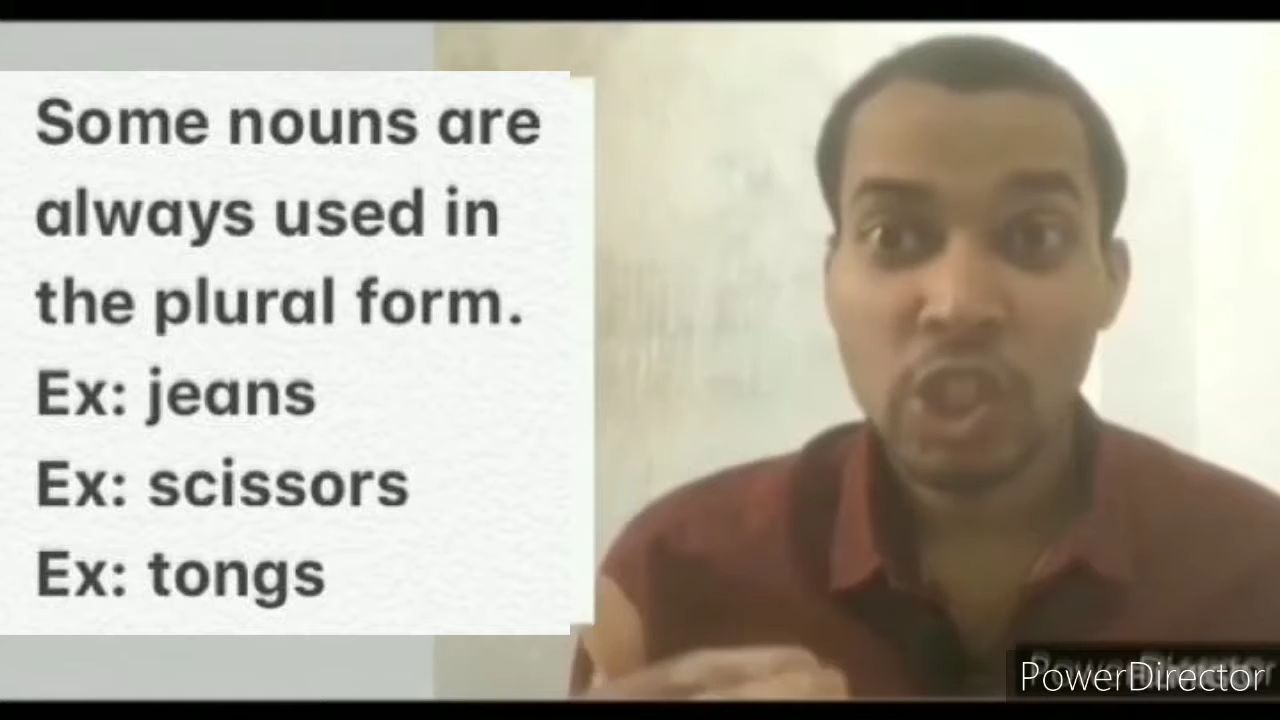 Some nouns are
always used in
the plural form.
Ex: jeans
Ex: scissors
Ex: tongs
PowerDirector